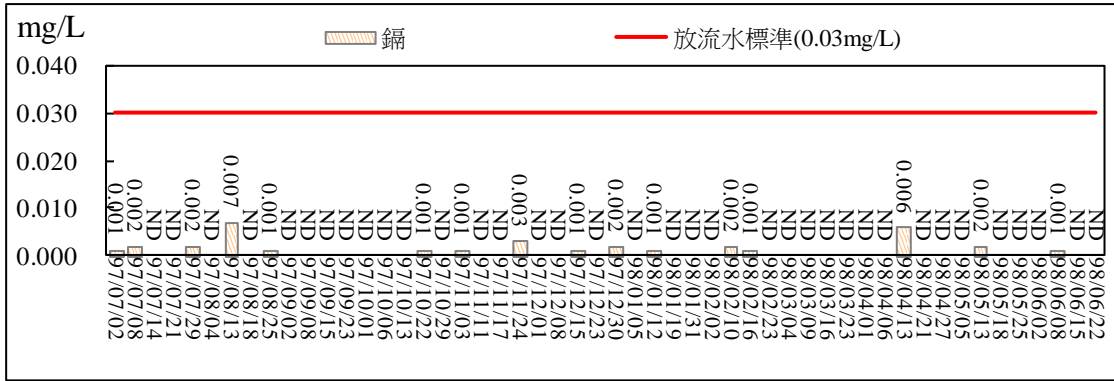 mg/L
鎘
放流水標準(0.03mg/L)
0.040
0.030
0.020
0.010
0.000
0.001
0.002
ND
ND
0.002
ND
0.007
ND
0.001
ND
ND
ND
ND
ND
ND
ND
0.001
ND
0.001
ND
ND
0.003
ND
ND
0.001
ND
0.002
ND
0.001
ND
ND
ND
0.002
0.001
ND
ND
ND
ND
ND
ND
ND
0.006
ND
ND
ND
0.002
ND
ND
ND
0.001
ND
ND
97/07/02
97/07/08
97/07/14
97/07/21
97/07/29
97/08/04
97/08/13
97/08/18
97/08/25
97/09/02
97/09/08
97/09/15
97/09/23
97/10/01
97/10/06
97/10/13
97/10/22
97/10/29
97/11/03
97/11/11
97/11/17
97/11/24
97/12/01
97/12/08
97/12/15
97/12/23
97/12/30
98/01/05
98/01/12
98/01/19
98/01/31
98/02/02
98/02/10
98/02/16
98/02/23
98/03/04
98/03/09
98/03/16
98/03/23
98/04/01
98/04/06
98/04/13
98/04/21
98/04/27
98/05/05
98/05/13
98/05/18
98/05/25
98/06/02
98/06/08
98/06/15
98/06/22